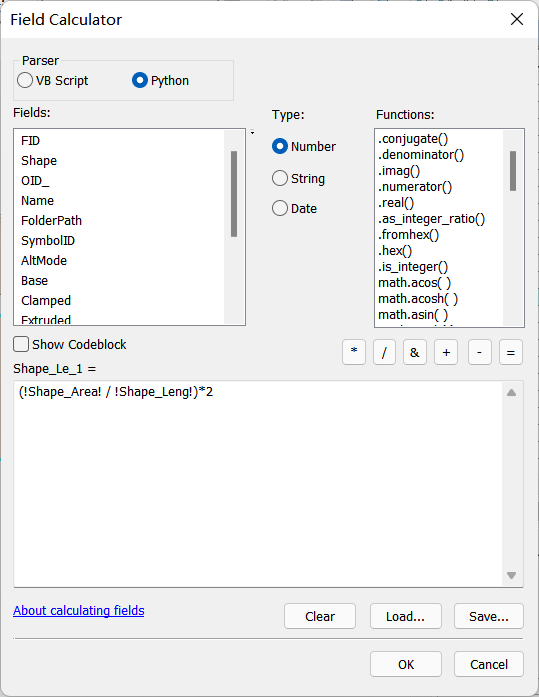 Field Calculator
Parser
VB Script
Python
Fields:
Type:
Functions:
FID
Shape
OID_
Name
FolderPath
SymbolID
AltMode
Base
Clamped
Extruded
Number
String
Date
.conjugate()
.denominator()
.imag()
.numerator()
.real()
.as_integer_ratio()
.fromhex()
.hex()
.is_integer()
math.acos( )
math.acosh( )
math.asin( )
Show Codeblock
* / & + - =
Shape_Le_1 =
(!Shape_Area! / !Shape_Leng!)*2
About calculating fields
Clear
Load...
Save...
OK
Cancel